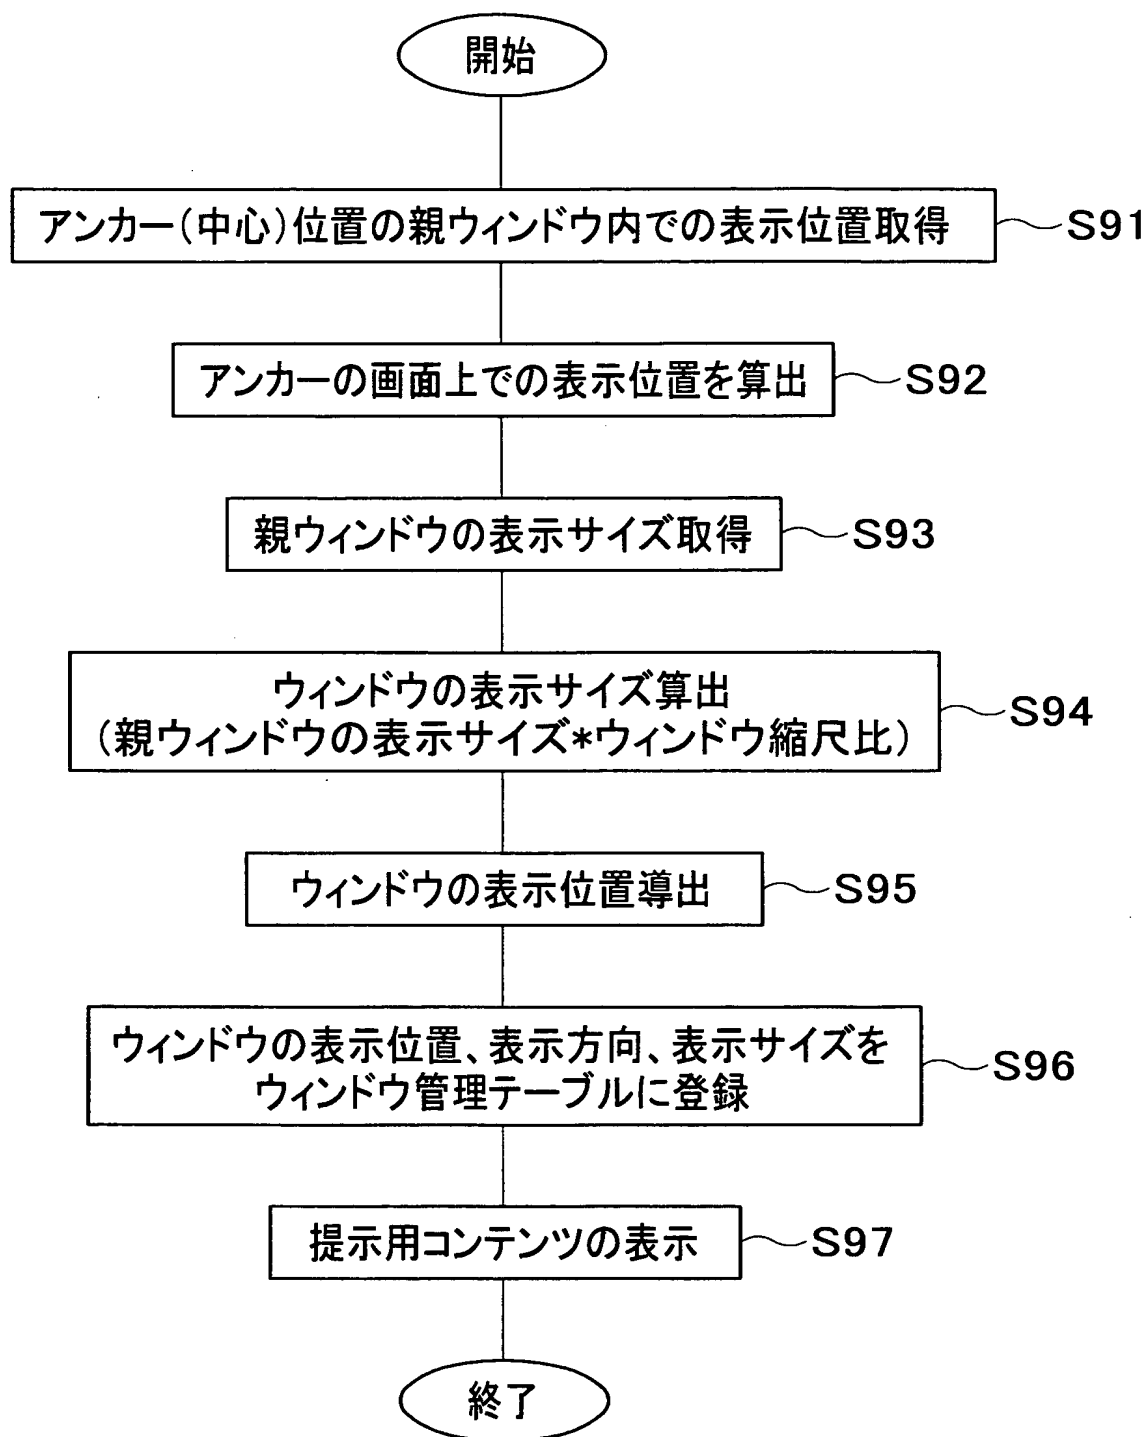 開始
アンカー(中心)位置の親ウィンドウ内での表示位置取得 S91
アンカーの画面上での表示位置を算出 S92
親ウィンドウの表示サイズ取得 S93
ウィンドウの表示サイズ算出
(親ウィンドウの表示サイズ*ウィンドウ縮尺比) S94
ウィンドウの表示位置導出 S95
ウィンドウの表示位置、表示方向、表示サイズを
ウィンドウ管理テーブルに登録 S96
提示用コンテンツの表示 S97
終了